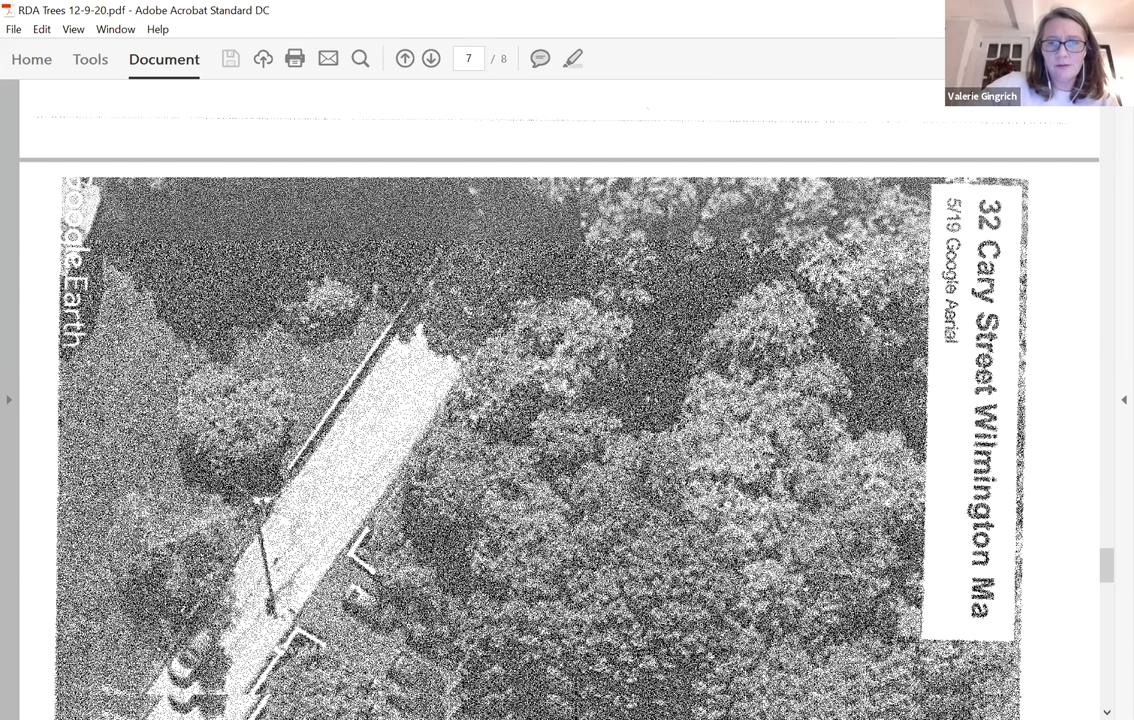 RDA Trees 12-9-20.pdf - Adobe Acrobat Standard DC
File Edit View Window Help
Home Tools Document 7 / 8
Valerie Gingrich
32 Cary Street Wilmington Ma
5/19 Google Aerial
Google Earth